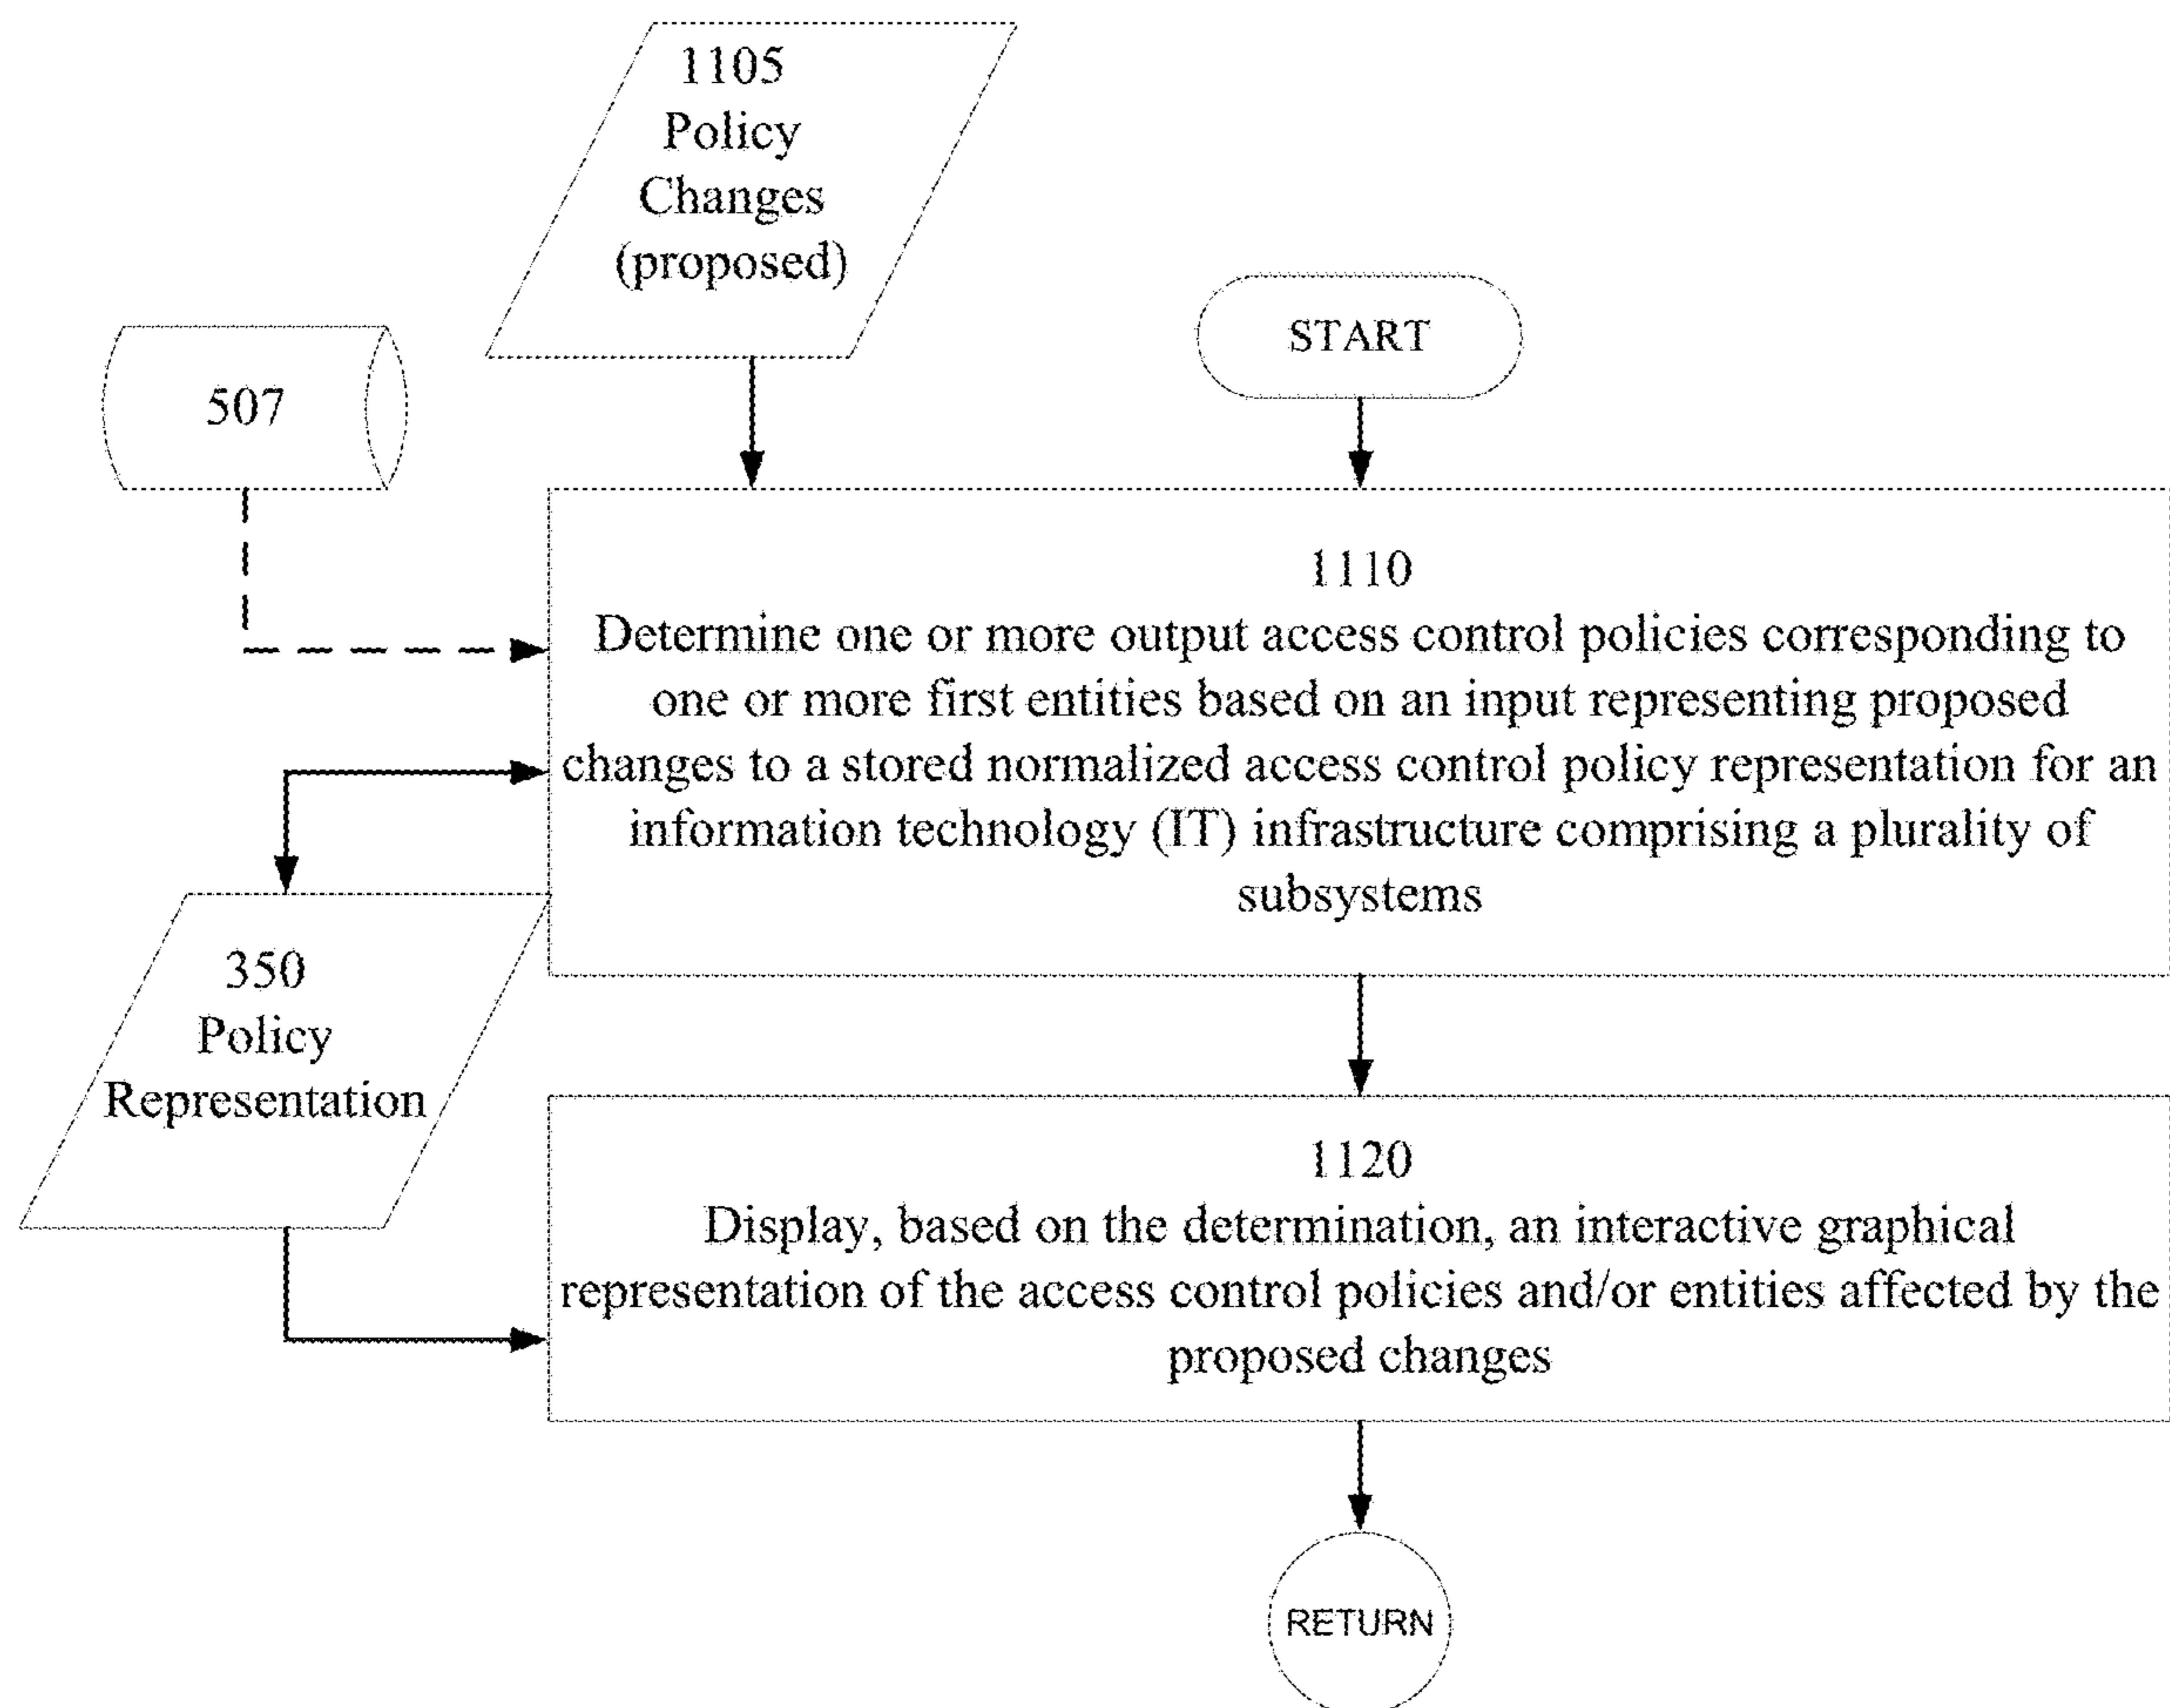 1105
Policy
Changes
(proposed)
START
507
1110
Determine one or more output access control policies corresponding to
one or more first entities based on an input representing proposed
changes to a stored normalized access control policy representation for an
information technology (IT) infrastructure comprising a plurality of
subsystems
350
Policy
Representation
1120
Display, based on the determination, an interactive graphical
representation of the access control policies and/or entities affected by the
proposed changes
RETURN